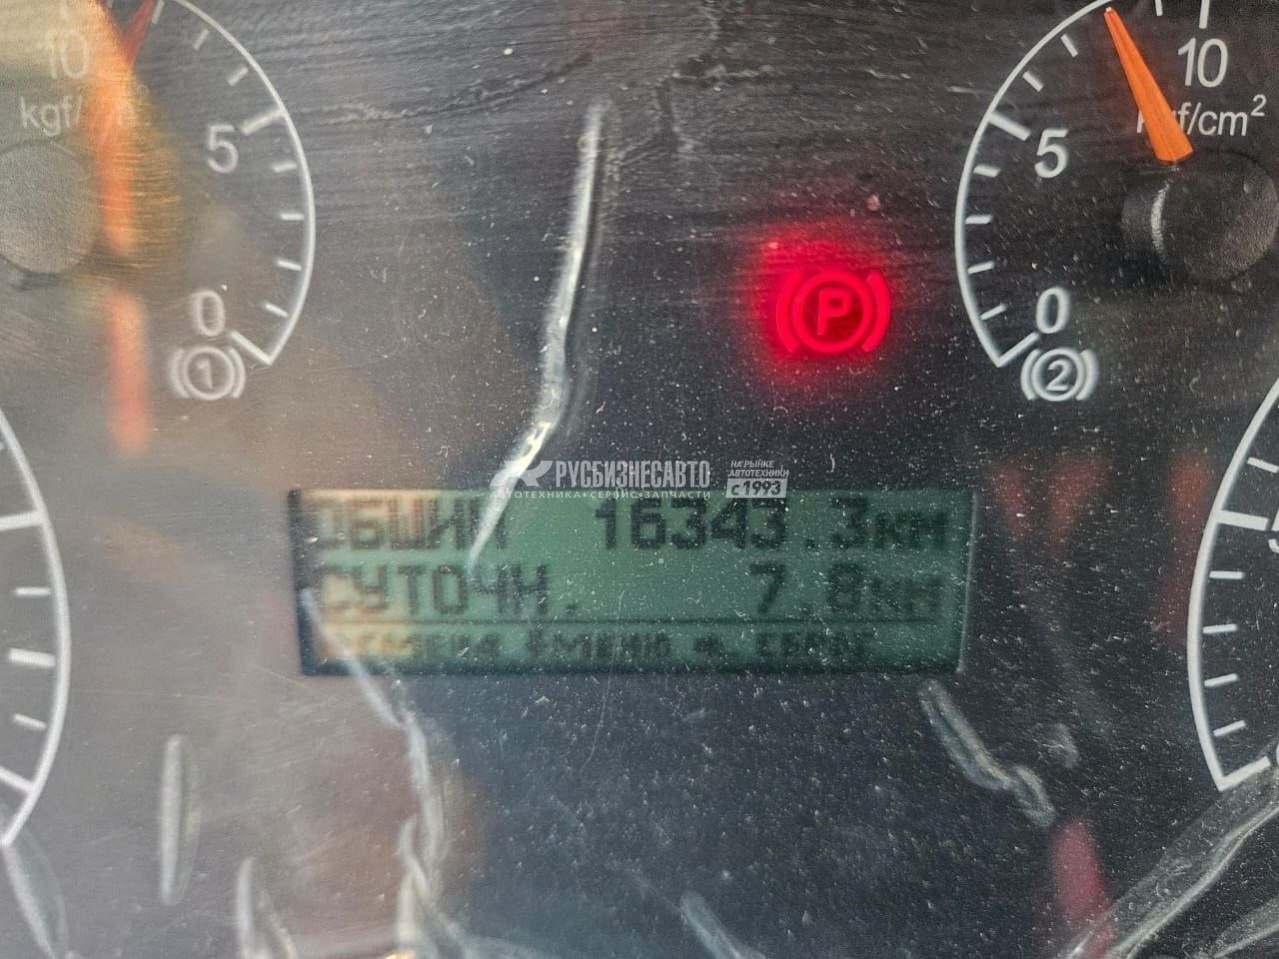 10
kgf/
5
0
1
10
kgf/cm²
5
0
2
P
РУСБИЗНЕСАВТО
АВТОТЕХНИКА•СЕРВИС•ЗАПЧАСТИ
НА РЫНКЕ
АВТОТЕХНИКИ
с 1993
ОБЩИЙ 16343.3км
СУТОЧН. 7.8км